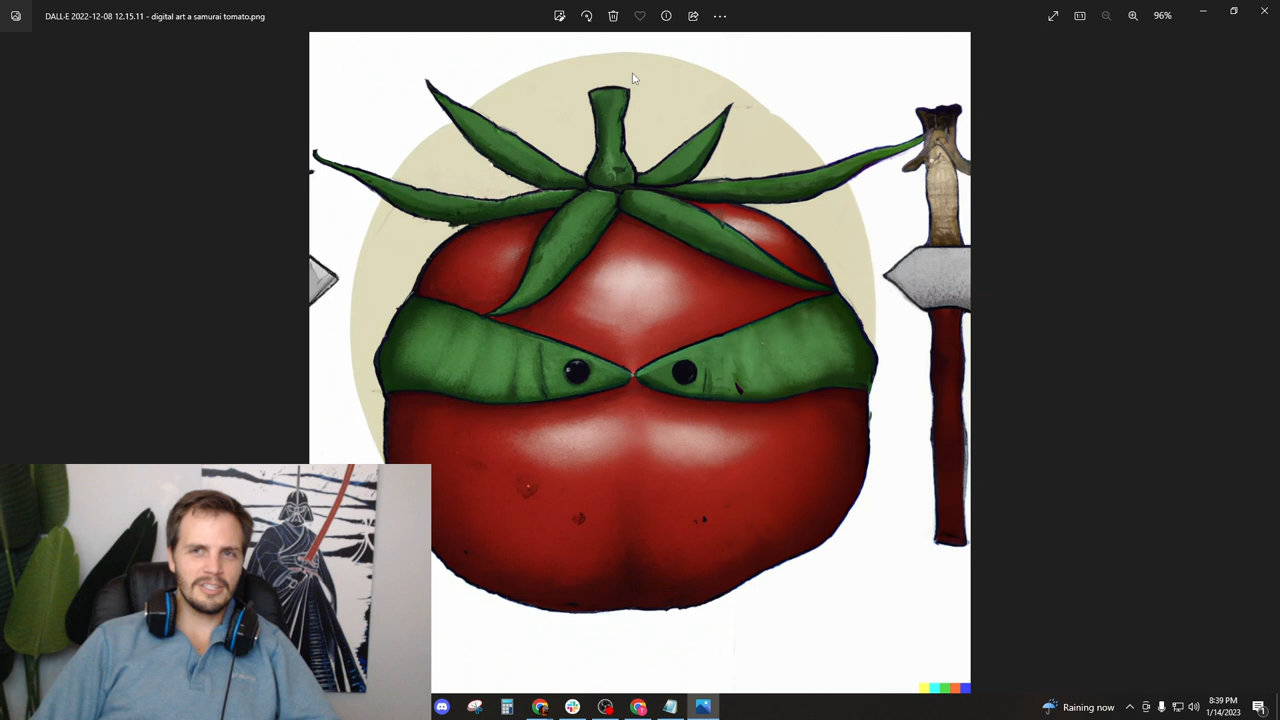 DALL·E 2022-12-08 12.15.11 - digital art a samurai tomato.png
96%
Raining now
8:39 PM
1/14/2023